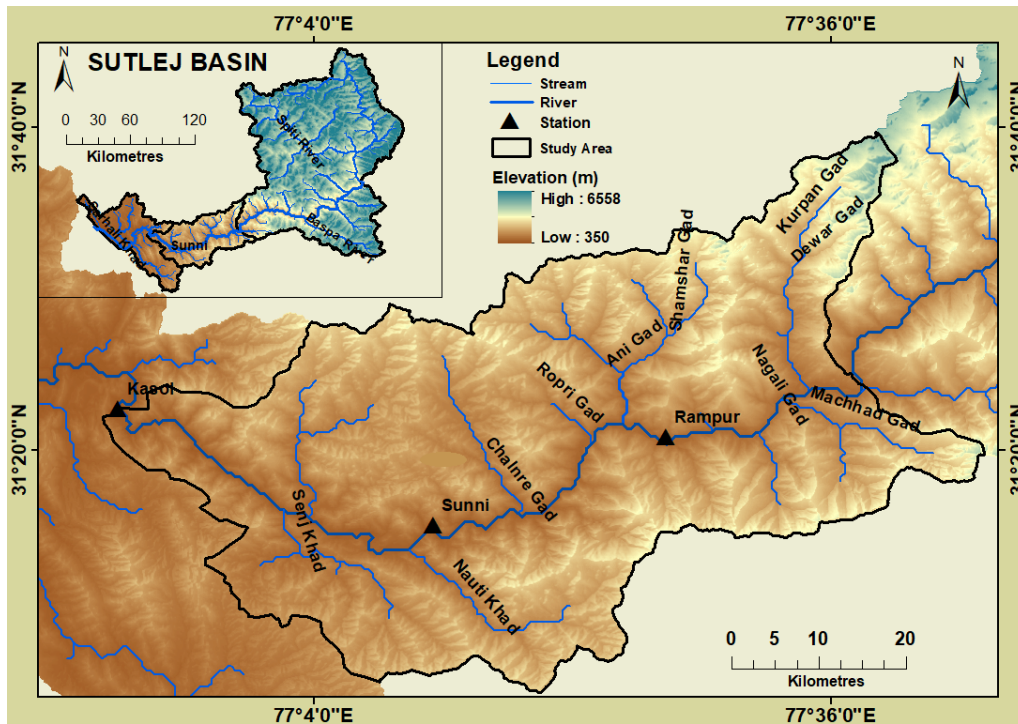 77°4'0"E
77°36'0"E
N
SUTLEJ BASIN
0 30 60 120
Kilometres
Spiti River
Baspa River
Sunni
Legend
Stream
River
Station
Study Area
Elevation (m)
High : 6558
Low : 350
N
31°40'0"N
31°40'0"N
Kurpan Gad
Dewar Gad
Shamshar Gad
Ani Gad
Ropri Gad
Nagali Gad
Machhad Gad
Kasol
Rampur
31°20'0"N
31°20'0"N
Chalnre Gad
Sunni
Senj Khad
Nauti Khad
0 5 10 20
Kilometres
77°4'0"E
77°36'0"E